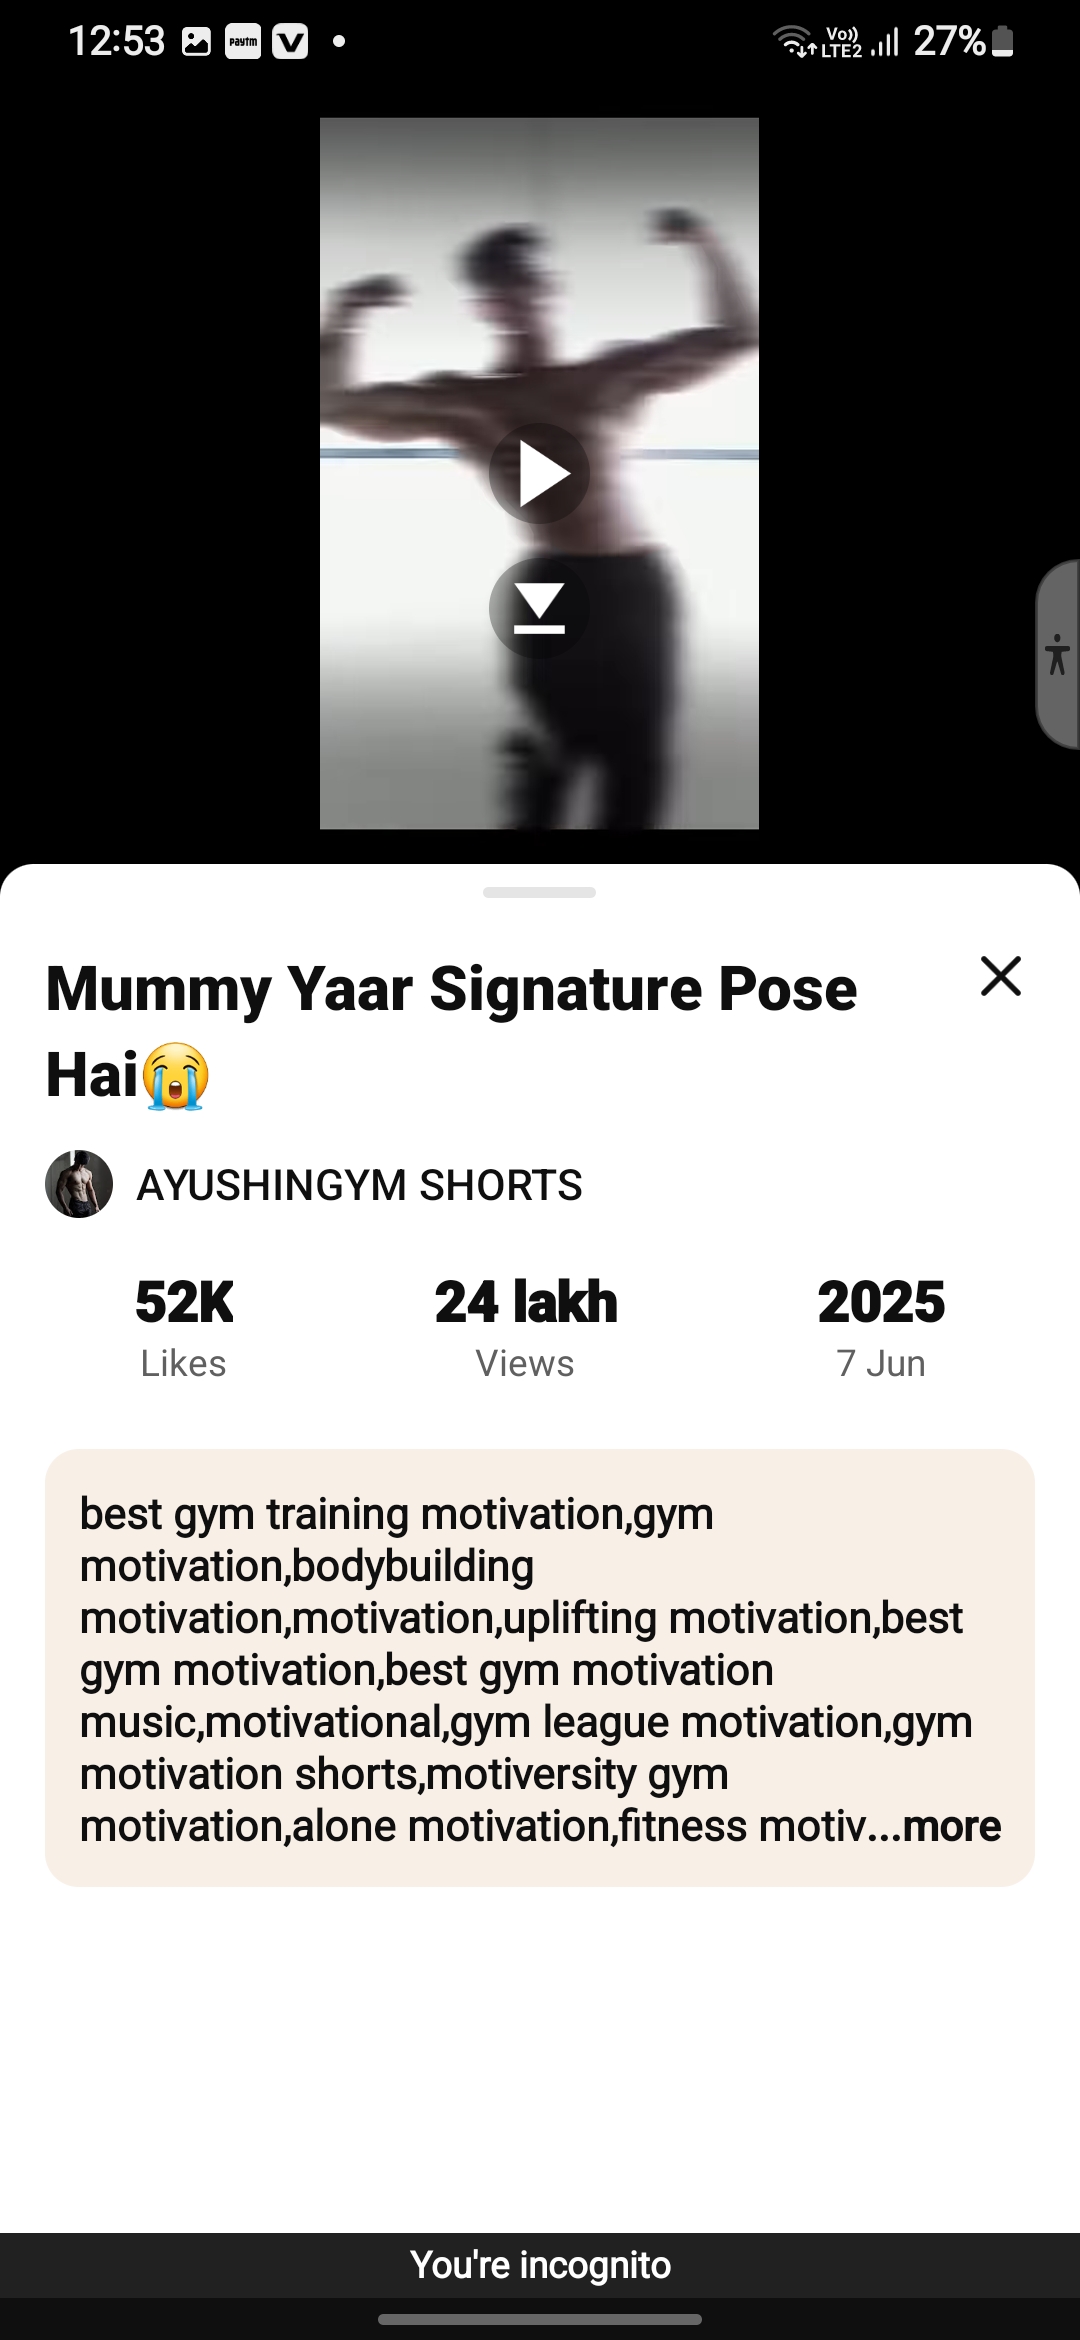 12:53 paytm V Vo)) LTE2 27%
Mummy Yaar Signature Pose
Hai😭
AYUSHINGYM SHORTS
52K 24 lakh 2025
Likes Views 7 Jun
best gym training motivation,gym
motivation,bodybuilding
motivation,motivation,uplifting motivation,best
gym motivation,best gym motivation
music,motivational,gym league motivation,gym
motivation shorts,motiversity gym
motivation,alone motivation,fitness motiv...more
You're incognito